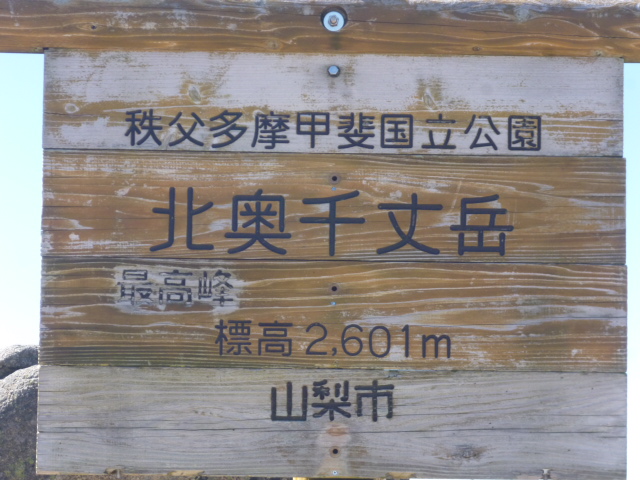 秩父多摩甲斐国立公園
北奥千丈岳
最高峰
標高2,601m
山梨市